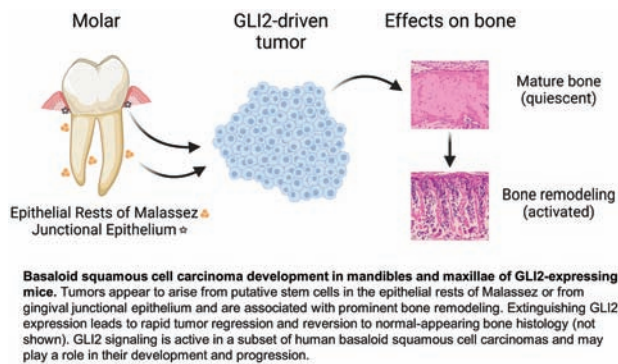 Molar
GLI2-driven
tumor
Effects on bone
Mature bone
(quiescent)
Bone remodeling
(activated)
Epithelial Rests of Malassez
Junctional Epithelium
Basaloid squamous cell carcinoma development in mandibles and maxillae of GLI2-expressing
mice. Tumors appear to arise from putative stem cells in the epithelial rests of Malassez or from
gingival junctional epithelium and are associated with prominent bone remodeling. Extinguishing GLI2
expression leads to rapid tumor regression and reversion to normal-appearing bone histology (not
shown). GLI2 signaling is active in a subset of human basaloid squamous cell carcinomas and may
play a role in their development and progression.